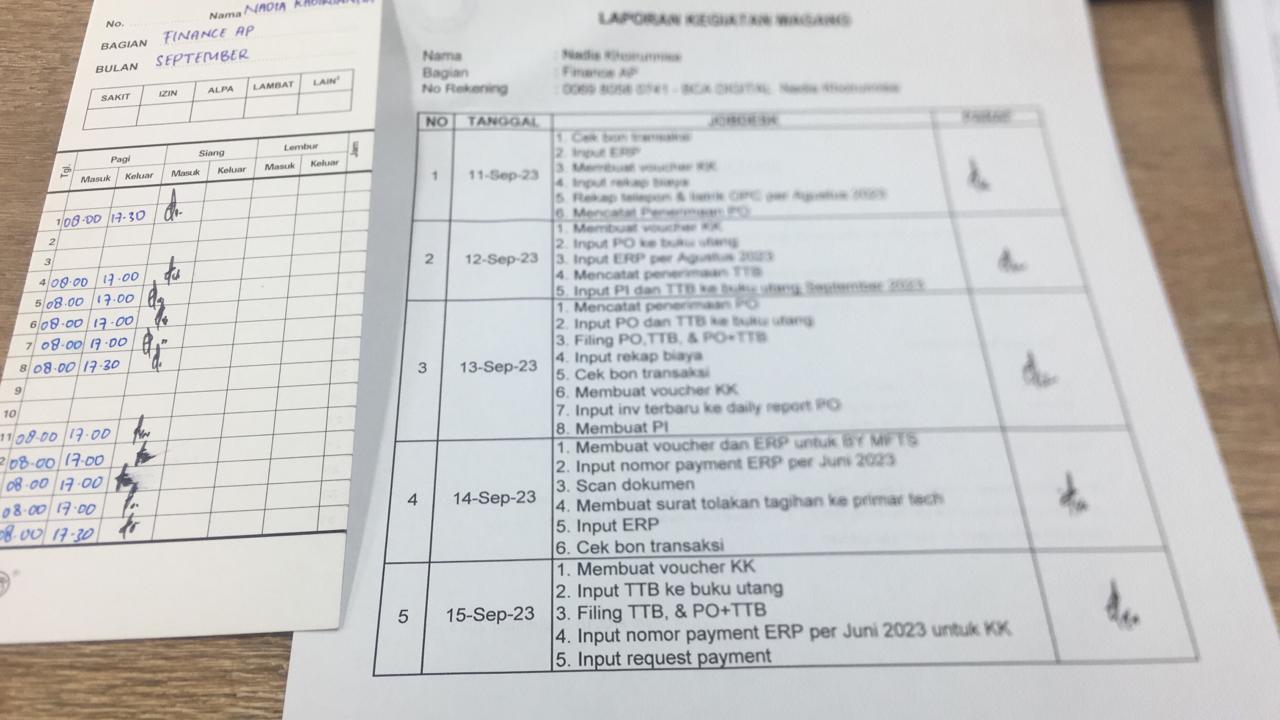 No.
Nama NADIA
BAGIAN FINANCE AP
BULAN SEPTEMBER
SAKIT IZIN ALPA LAMBAT LAIN²
Tgl. Pagi Siang Lembur Jam
Masuk Keluar Masuk Keluar Masuk Keluar
1 08.00 17.30
2
3
4 08.00 17.00
5 08.00 17.00
6 08.00 17.00
7 08.00 17.00
8 08.00 17.30
9
10
11 08.00 17.00
2 08.00 17.00
08.00 17.00
08.00 17.00
08.00 17.30
LAPORAN KEGIATAN MAGANG
Nama : Nadia Khoirunnisa
Bagian : Finance AP
No Rekening : BCA DIGITAL, Nadia Khoirunnisa
NO TANGGAL JOBDESK PARAF
1 11-Sep-23
1. Cek bon transaksi
2. Input ERP
3. Membuat voucher KK
4. Input rekap biaya
5. Rekap telepon & listrik per Agustus 2023
6. Mencatat Penerimaan PO
2 12-Sep-23
1. Membuat voucher KK
2. Input PO ke buku utang
3. Input ERP per Agustus 2023
4. Mencatat penerimaan TTB
5. Input PI dan TTB ke buku utang September 2023
3 13-Sep-23
1. Mencatat penerimaan PO
2. Input PO dan TTB ke buku utang
3. Filing PO,TTB, & PO+TTB
4. Input rekap biaya
5. Cek bon transaksi
6. Membuat voucher KK
7. Input inv terbaru ke daily report PO
8. Membuat PI
4 14-Sep-23
1. Membuat voucher dan ERP untuk BY MFTS
2. Input nomor payment ERP per Juni 2023
3. Scan dokumen
4. Membuat surat tolakan tagihan ke primar tech
5. Input ERP
6. Cek bon transaksi
5 15-Sep-23
1. Membuat voucher KK
2. Input TTB ke buku utang
3. Filing TTB, & PO+TTB
4. Input nomor payment ERP per Juni 2023 untuk KK
5. Input request payment